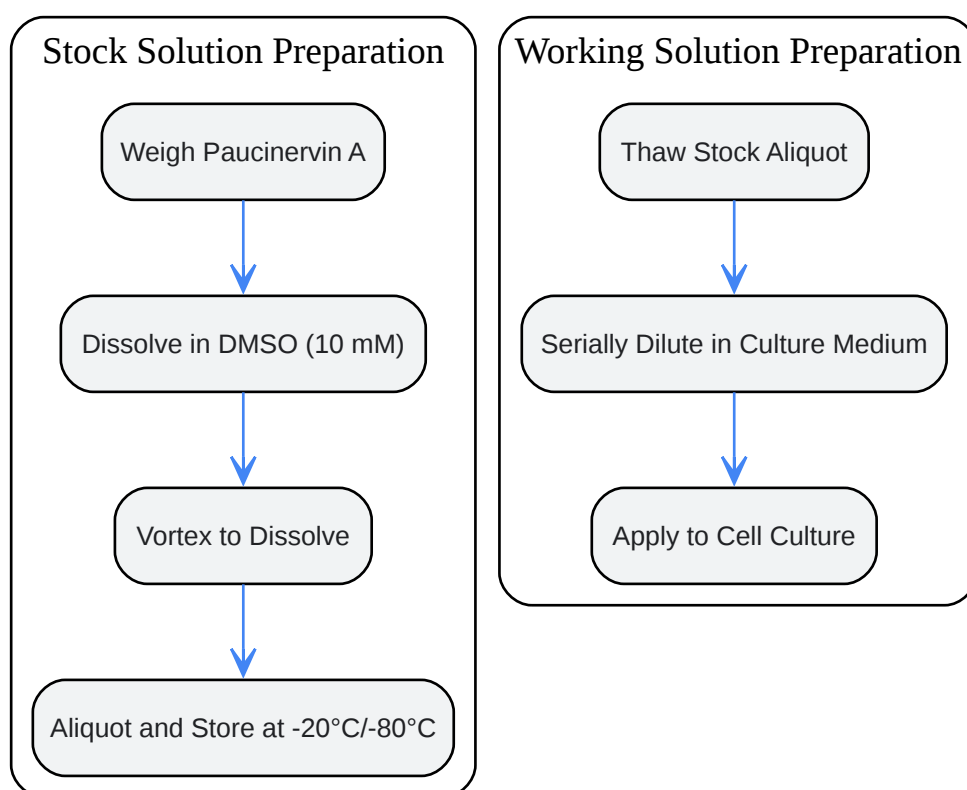 Stock Solution Preparation
Weigh Paucinervin A
Dissolve in DMSO (10 mM)
Vortex to Dissolve
Aliquot and Store at -20°C/-80°C
Working Solution Preparation
Thaw Stock Aliquot
Serially Dilute in Culture Medium
Apply to Cell Culture